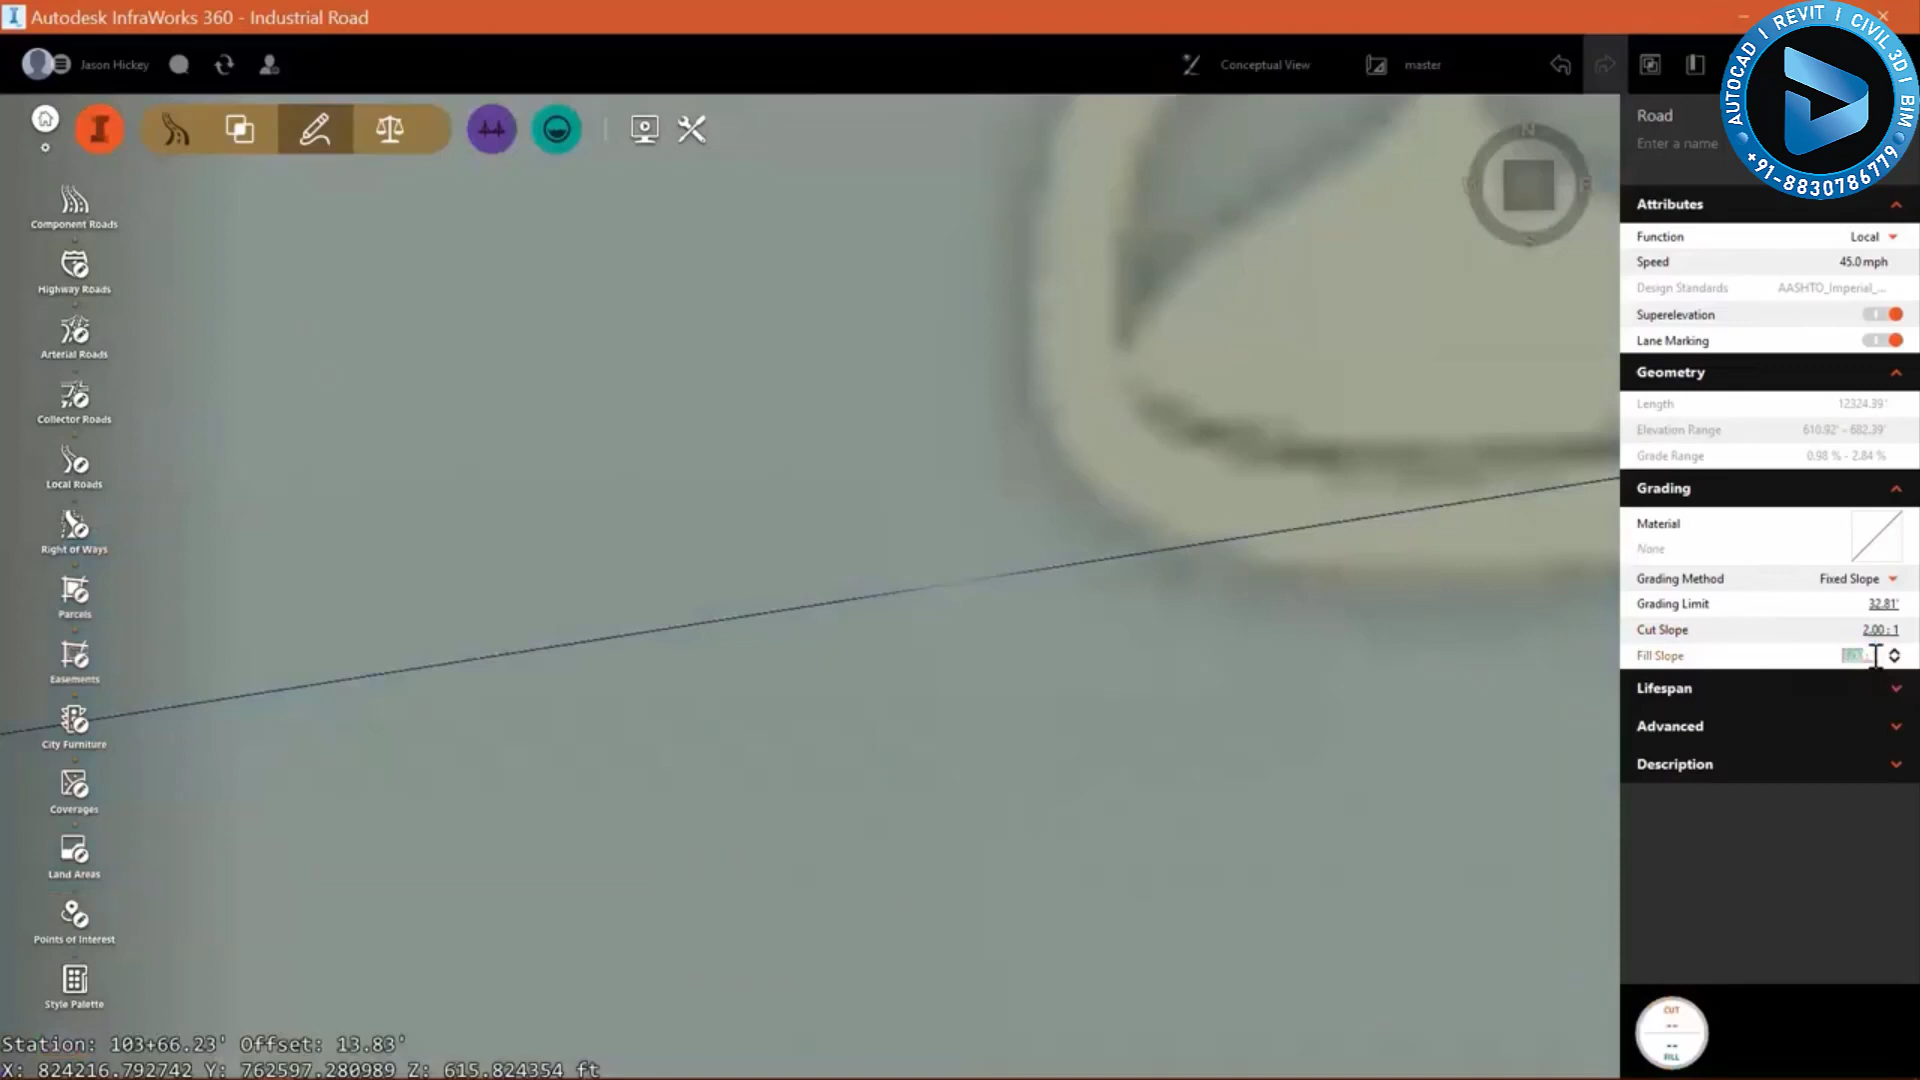 Autodesk InfraWorks 360 - Industrial Road
Jason Hickey
Conceptual View
master
AUTOCAD I REVIT I CIVIL 3D I BIM
+91-8830786779
Component Roads
Highway Roads
Arterial Roads
Collector Roads
Local Roads
Right of Ways
Parcels
Easements
City Furniture
Coverages
Land Areas
Points of Interest
Style Palette
N
S
Road
Enter a name
Attributes
Function Local
Speed 45.0 mph
Design Standards AASHTO_Imperial_...
Superelevation
Lane Marking
Geometry
Length 12324.39'
Elevation Range 610.92' - 682.39'
Grade Range 0.98 % - 2.84 %
Grading
Material
None
Grading Method Fixed Slope
Grading Limit 32.81'
Cut Slope 2.00 : 1
Fill Slope
Lifespan
Advanced
Description
CUT
--
--
FILL
Station: 103+66.23' Offset: 13.83'
X: 824216.792742 Y: 762597.280989 Z: 615.824354 ft